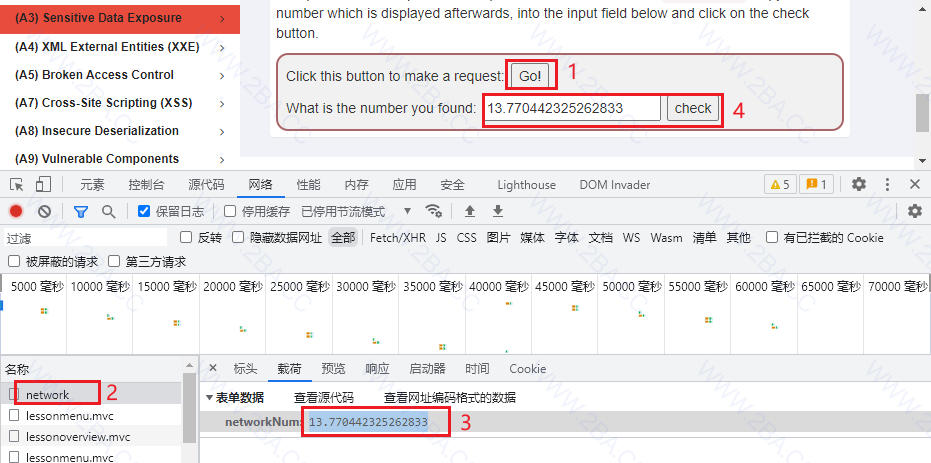 (A3) Sensitive Data Exposure
(A4) XML External Entities (XXE)
(A5) Broken Access Control
(A7) Cross-Site Scripting (XSS)
(A8) Insecure Deserialization
(A9) Vulnerable Components
number which is displayed afterwards, into the input field below and click on the check
button.
Click this button to make a request: Go! 1
What is the number you found: 13.770442325262833 check 4
元素 控制台 源代码 网络 性能 内存 应用 安全 Lighthouse DOM Invader 5 1
保留日志 停用缓存 已停用节流模式
过滤 反转 隐藏数据网址 全部 Fetch/XHR JS CSS 图片 媒体 字体 文档 WS Wasm 清单 其他 有已拦截的 Cookie
被屏蔽的请求 第三方请求
5000 毫秒 10000 毫秒 15000 毫秒 20000 毫秒 25000 毫秒 30000 毫秒 35000 毫秒 40000 毫秒 45000 毫秒 50000 毫秒 55000 毫秒 60000 毫秒 65000 毫秒 70000 毫秒
名称
network 2
lessonmenu.mvc
lessonoverview.mvc
lessonmenu.mvc
标头 载荷 预览 响应 启动器 时间 Cookie
表单数据 查看源代码 查看网址编码格式的数据
networkNum: 13.770442325262833 3
WWW.2BA.CC